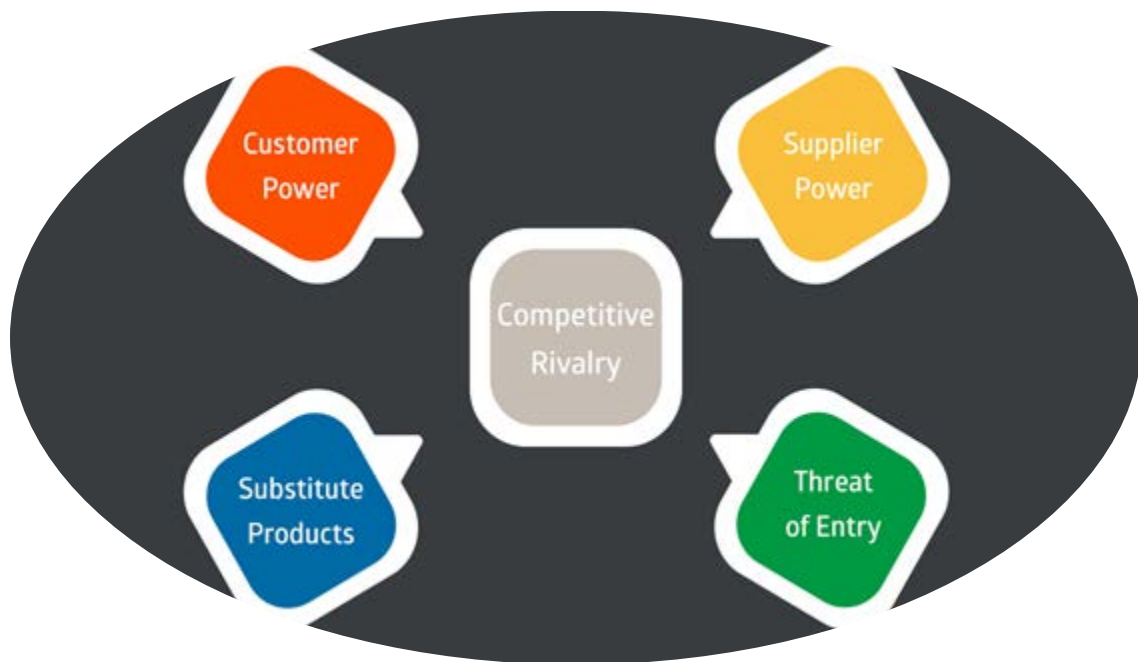 Customer
Power
Supplier
Power
Competitive
Rivalry
Substitute
Products
Threat
of Entry